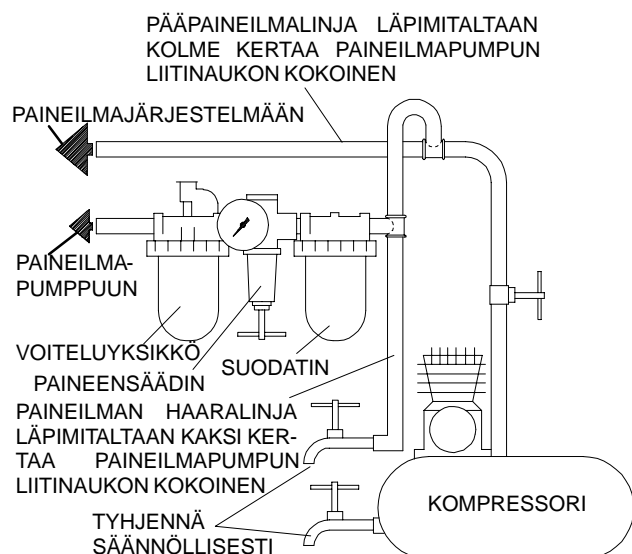 PÄÄPAINEILMALINJA LÄPIMITALTAAN
KOLME KERTAA PAINEILMAPUMPUN
LIITINAUKON KOKOINEN
PAINEILMAJÄRJESTELMÄÄN
PAINEILMA-
PUMPPUUN
VOITELUYKSIKKÖ
SUODATIN
PAINEENSÄÄDIN
PAINEILMAN HAARALINJA
LÄPIMITALTAAN KAKSI KER-
TAA PAINEILMAPUMPUN
LIITINAUKON KOKOINEN
KOMPRESSORI
TYHJENNÄ
SÄÄNNÖLLISESTI